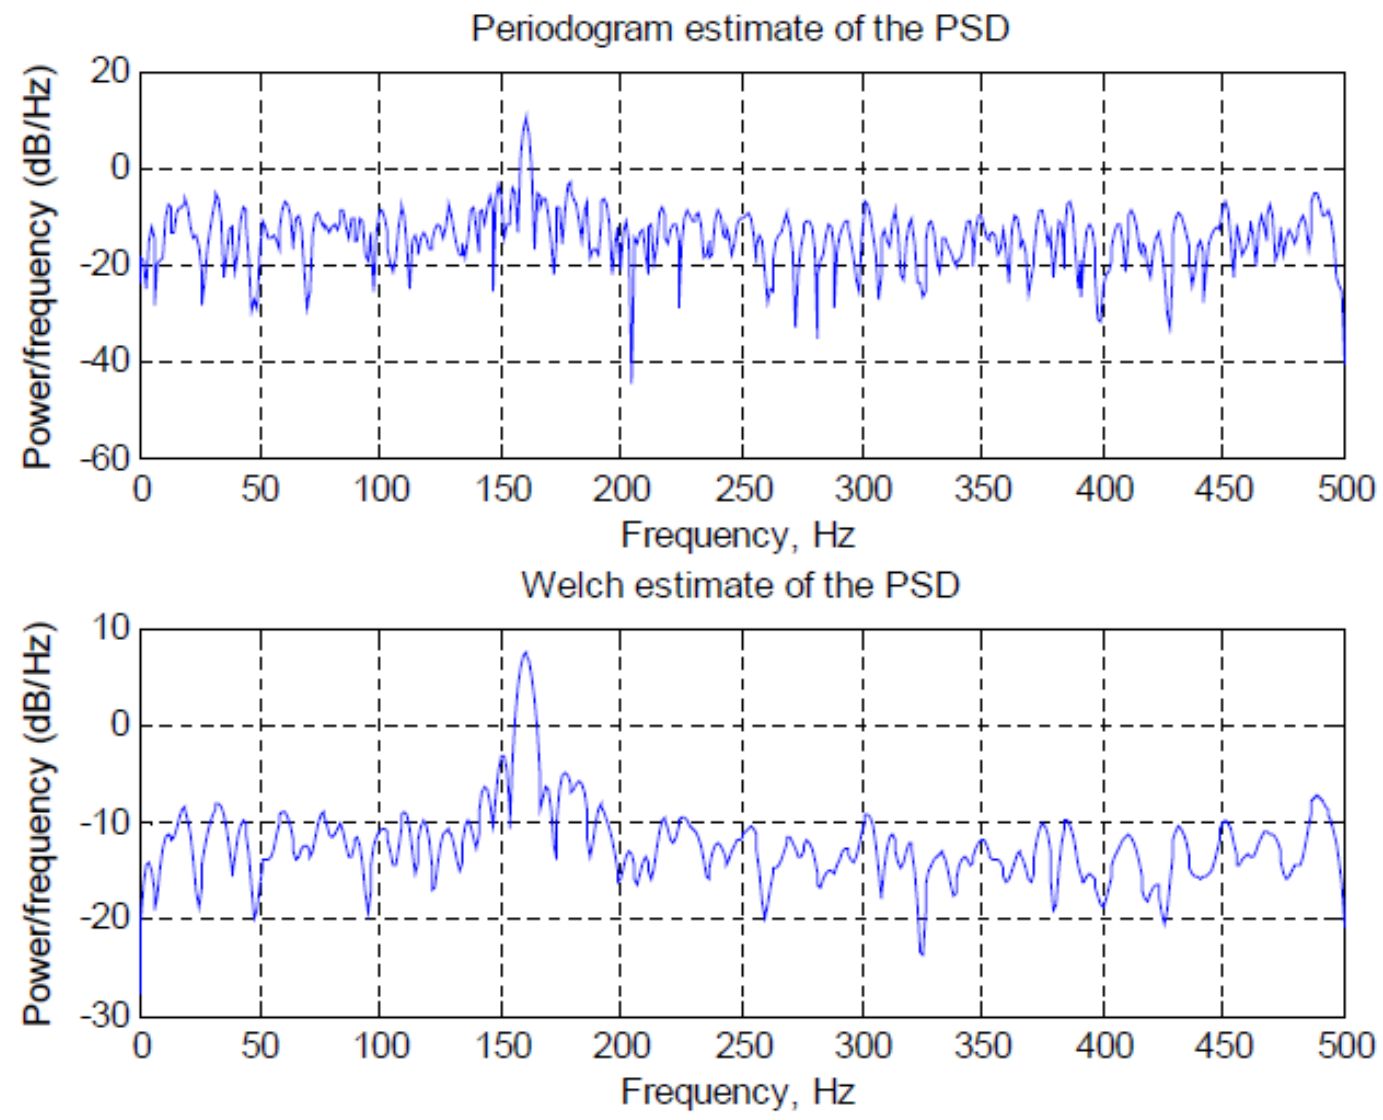 Periodogram estimate of the PSD
Power/frequency (dB/Hz)
20
0
-20
-40
-60
0 50 100 150 200 250 300 350 400 450 500
Frequency, Hz
Welch estimate of the PSD
Power/frequency (dB/Hz)
10
0
-10
-20
-30
0 50 100 150 200 250 300 350 400 450 500
Frequency, Hz